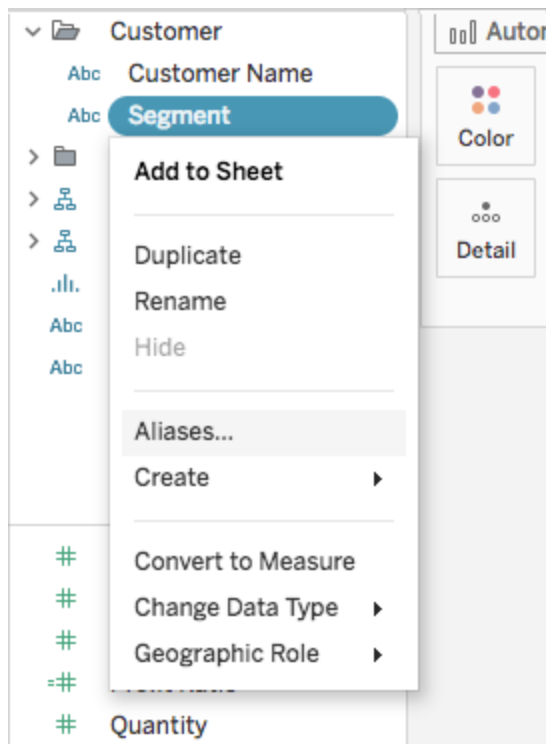 Customer
Abc Customer Name
Abc Segment
Add to Sheet
Duplicate
Rename
Hide
Abc
Abc
Aliases...
Create
Convert to Measure
Change Data Type
Geographic Role
Quantity
Color
Detail